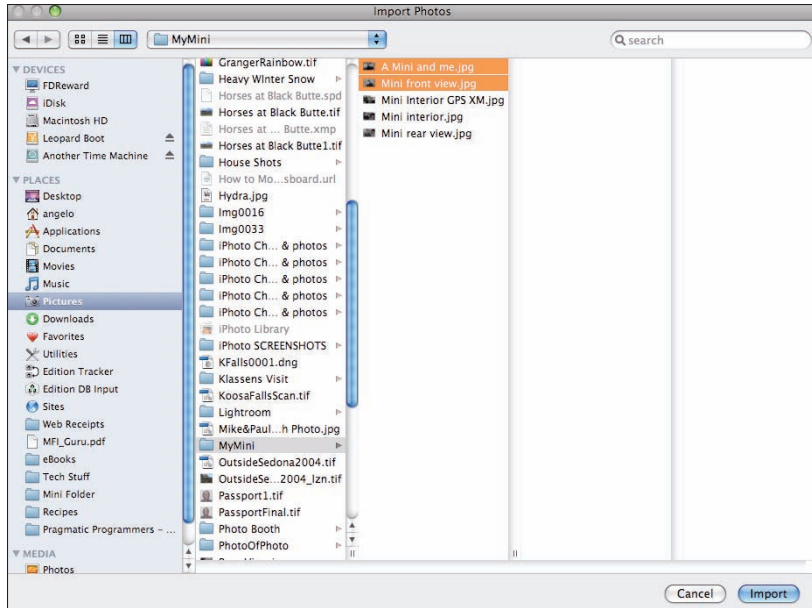 Import Photos
MyMini
search
DEVICES
FDReward
iDisk
Macintosh HD
Leopard Boot
Another Time Machine
PLACES
Desktop
angelo
Applications
Documents
Movies
Music
Pictures
Downloads
Favorites
Utilities
Edition Tracker
Edition DB Input
Sites
Web Receipts
MFI_Guru.pdf
eBooks
Tech Stuff
Mini Folder
Recipes
Pragmatic Programmers – ...
MEDIA
Photos
GrangerRainbow.tif
Heavy WInter Snow
Horses at Black Butte.spd
Horses at Black Butte.tif
Horses at ... Butte.xmp
Horses at Black Butte1.tif
House Shots
How to Mo...sboard.url
Hydra.jpg
Img0016
Img0033
iPhoto Ch... & photos
iPhoto Ch... & photos
iPhoto Ch... & photos
iPhoto Ch... & photos
iPhoto Ch... & photos
iPhoto Library
iPhoto SCREENSHOTS
KFalls0001.dng
Klassens Visit
KoosaFallsScan.tif
Lightroom
Mike&Paul...h Photo.jpg
MyMini
OutsideSedona2004.tif
OutsideSe...2004_lzn.tif
Passport1.tif
PassportFinal.tif
Photo Booth
PhotoOfPhoto
A Mini and me.jpg
Mini front view.jpg
Mini Interior GPS XM.jpg
Mini interior.jpg
Mini rear view.jpg
Cancel
Import